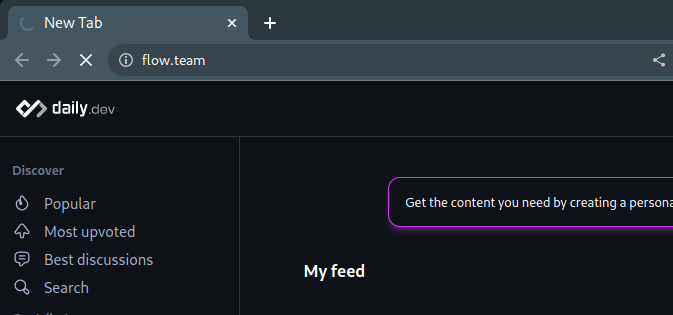 New Tab
flow.team
daily.dev
Discover
Popular
Most upvoted
Best discussions
Search
Get the content you need by creating a persona
My feed